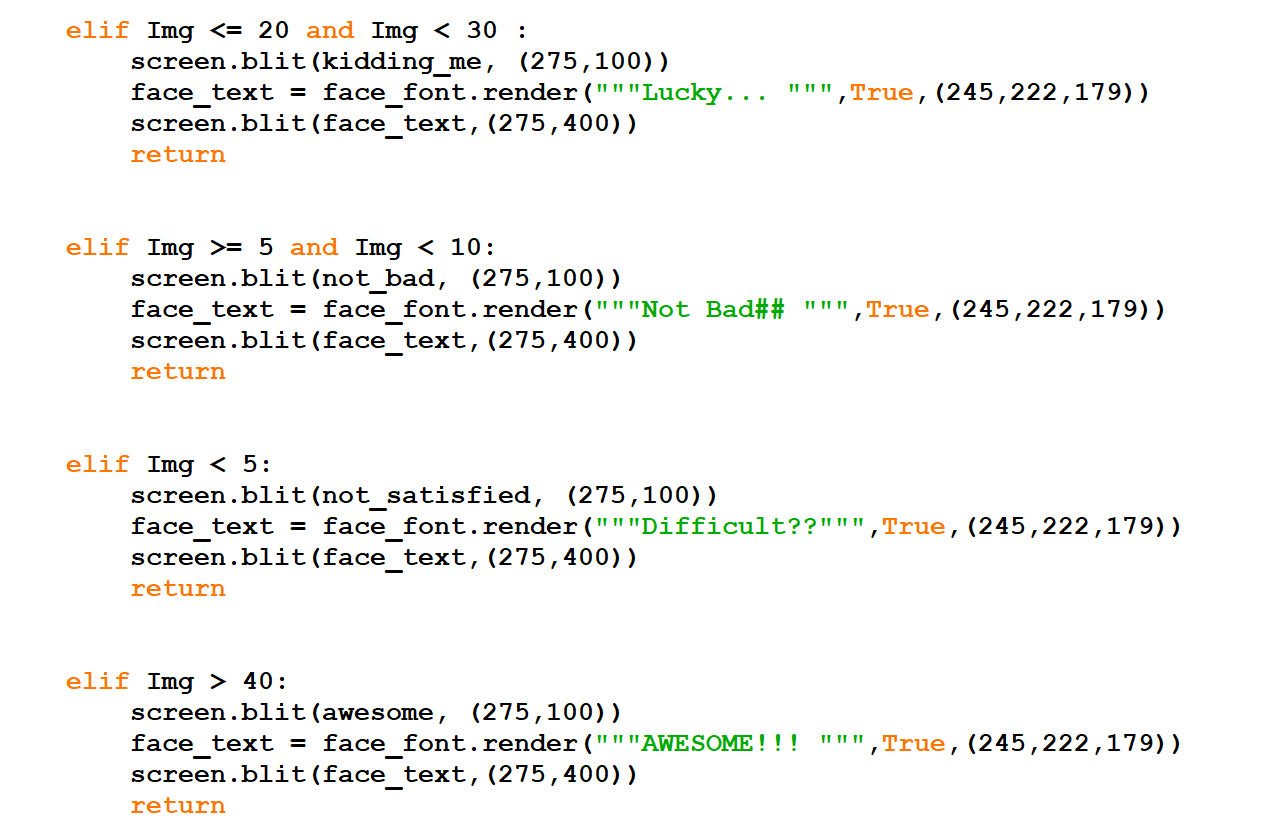 elif Img <= 20 and Img < 30 :
    screen.blit(kidding_me, (275,100))
    face_text = face_font.render("""Lucky... """,True,(245,222,179))
    screen.blit(face_text,(275,400))
    return
elif Img >= 5 and Img < 10:
    screen.blit(not_bad, (275,100))
    face_text = face_font.render("""Not Bad## """,True,(245,222,179))
    screen.blit(face_text,(275,400))
    return
elif Img < 5:
    screen.blit(not_satisfied, (275,100))
    face_text = face_font.render("""Difficult??""",True,(245,222,179))
    screen.blit(face_text,(275,400))
    return
elif Img > 40:
    screen.blit(awesome, (275,100))
    face_text = face_font.render("""AWESOME!!! """,True,(245,222,179))
    screen.blit(face_text,(275,400))
    return